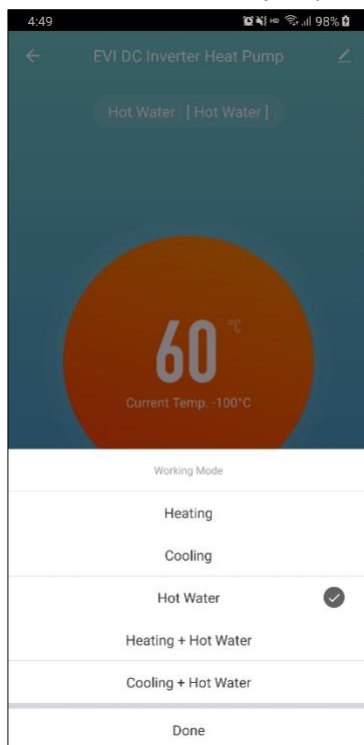 4:49
98%
EVI DC Inverter Heat Pump
Hot Water : [ Hot Water ]
60 °C
Current Temp. -100°C
Working Mode
Heating
Cooling
Hot Water
Heating + Hot Water
Cooling + Hot Water
Done